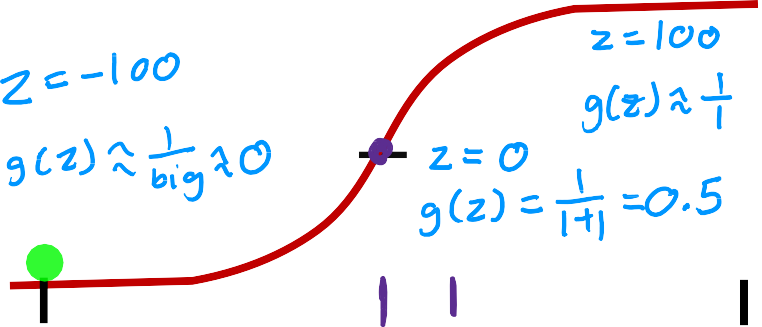 z = -100
g(z) ≈ 1/big ≈ 0
z = 0
g(z) = 1/1+1 = 0.5
z = 100
g(z) ≈ 1/1